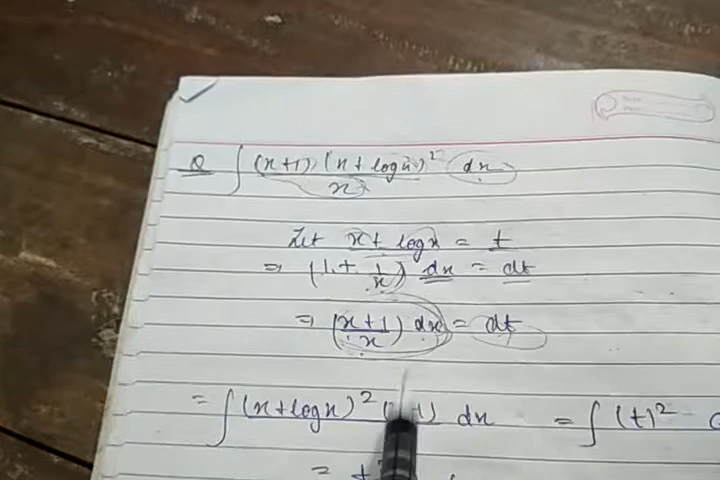 Q ∫ (x+1) (x + log x)² / x dx
Let x + log x = t
⇒ (1 + 1/x) dx = dt
⇒ (x+1 / x) dx = dt
= ∫ (x + log x)² dx = ∫ (t)²
=